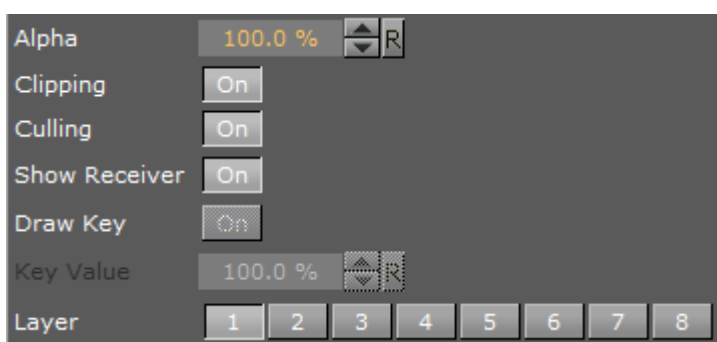 Alpha 100.0 % R
Clipping On
Culling On
Show Receiver On
Draw Key On
Key Value 100.0 % R
Layer 1 2 3 4 5 6 7 8